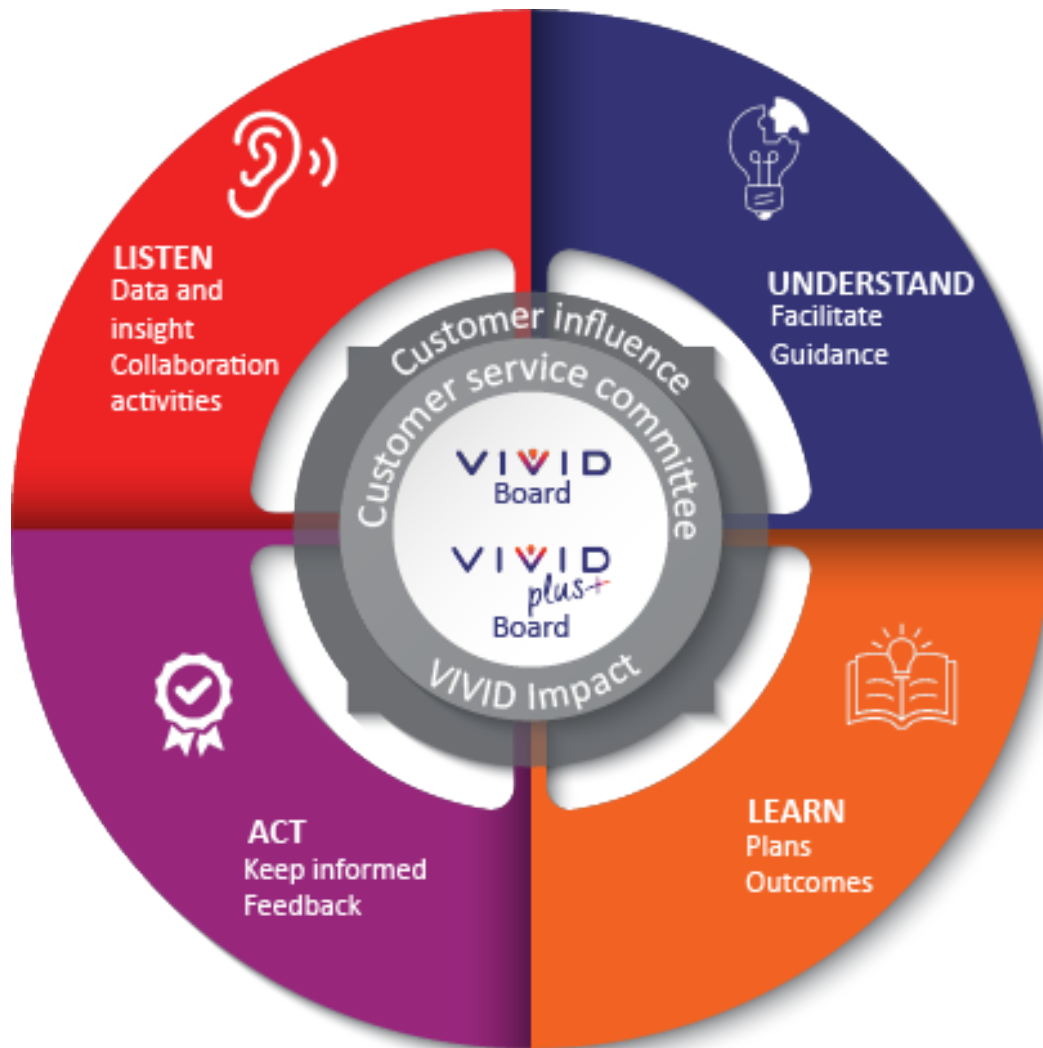 LISTEN
Data and
insight
Collaboration
activities
UNDERSTAND
Facilitate
Guidance
Customer influence
Customer service committee
VIVID
Board
VIVID
plus+
Board
VIVID Impact
ACT
Keep informed
Feedback
LEARN
Plans
Outcomes